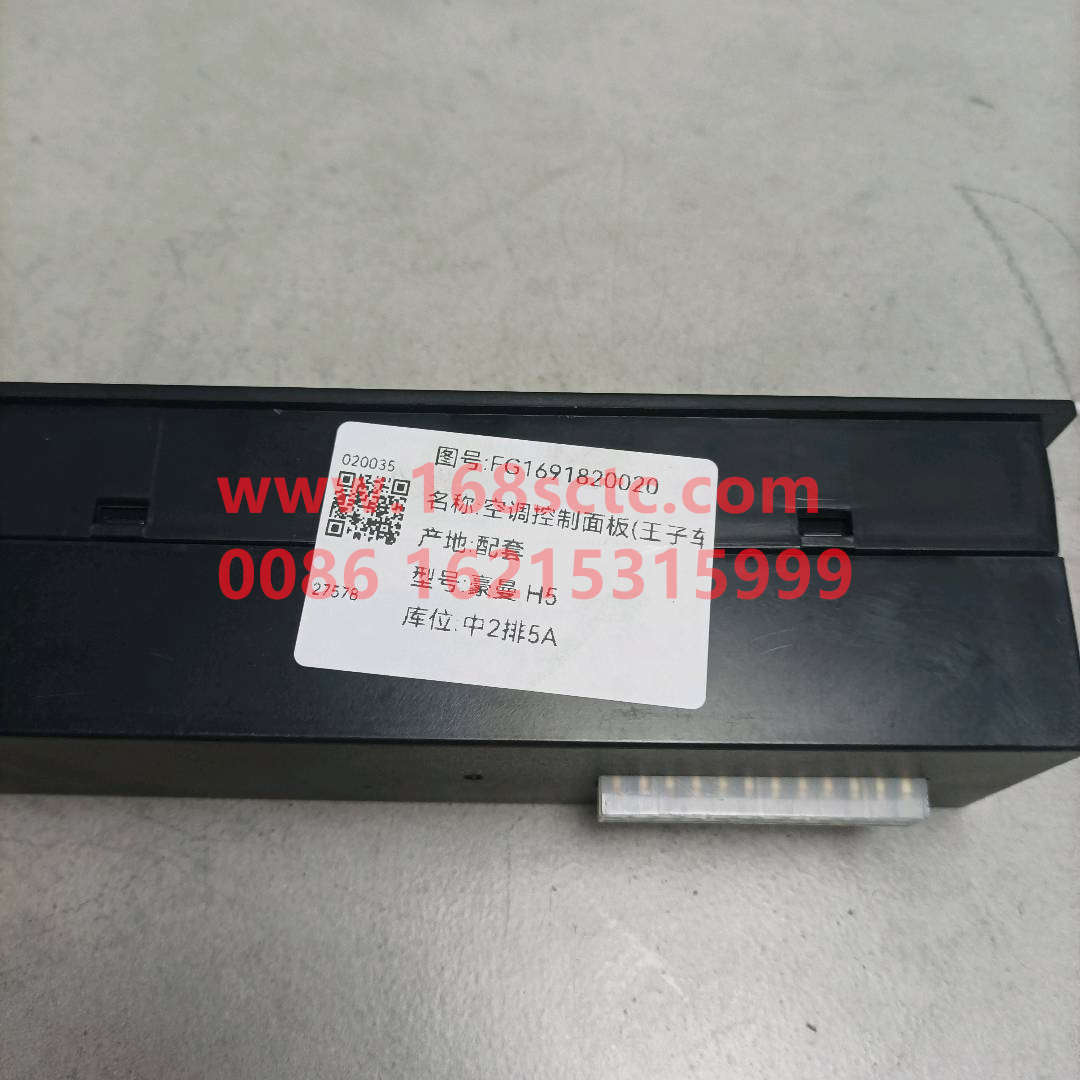 020035
图号:FG1691820020
名称:空调控制面板(王子车
产地:配套
27578
型号:豪曼 H5
库位:中2排5A
www.168sctc.com
0086 16215315999